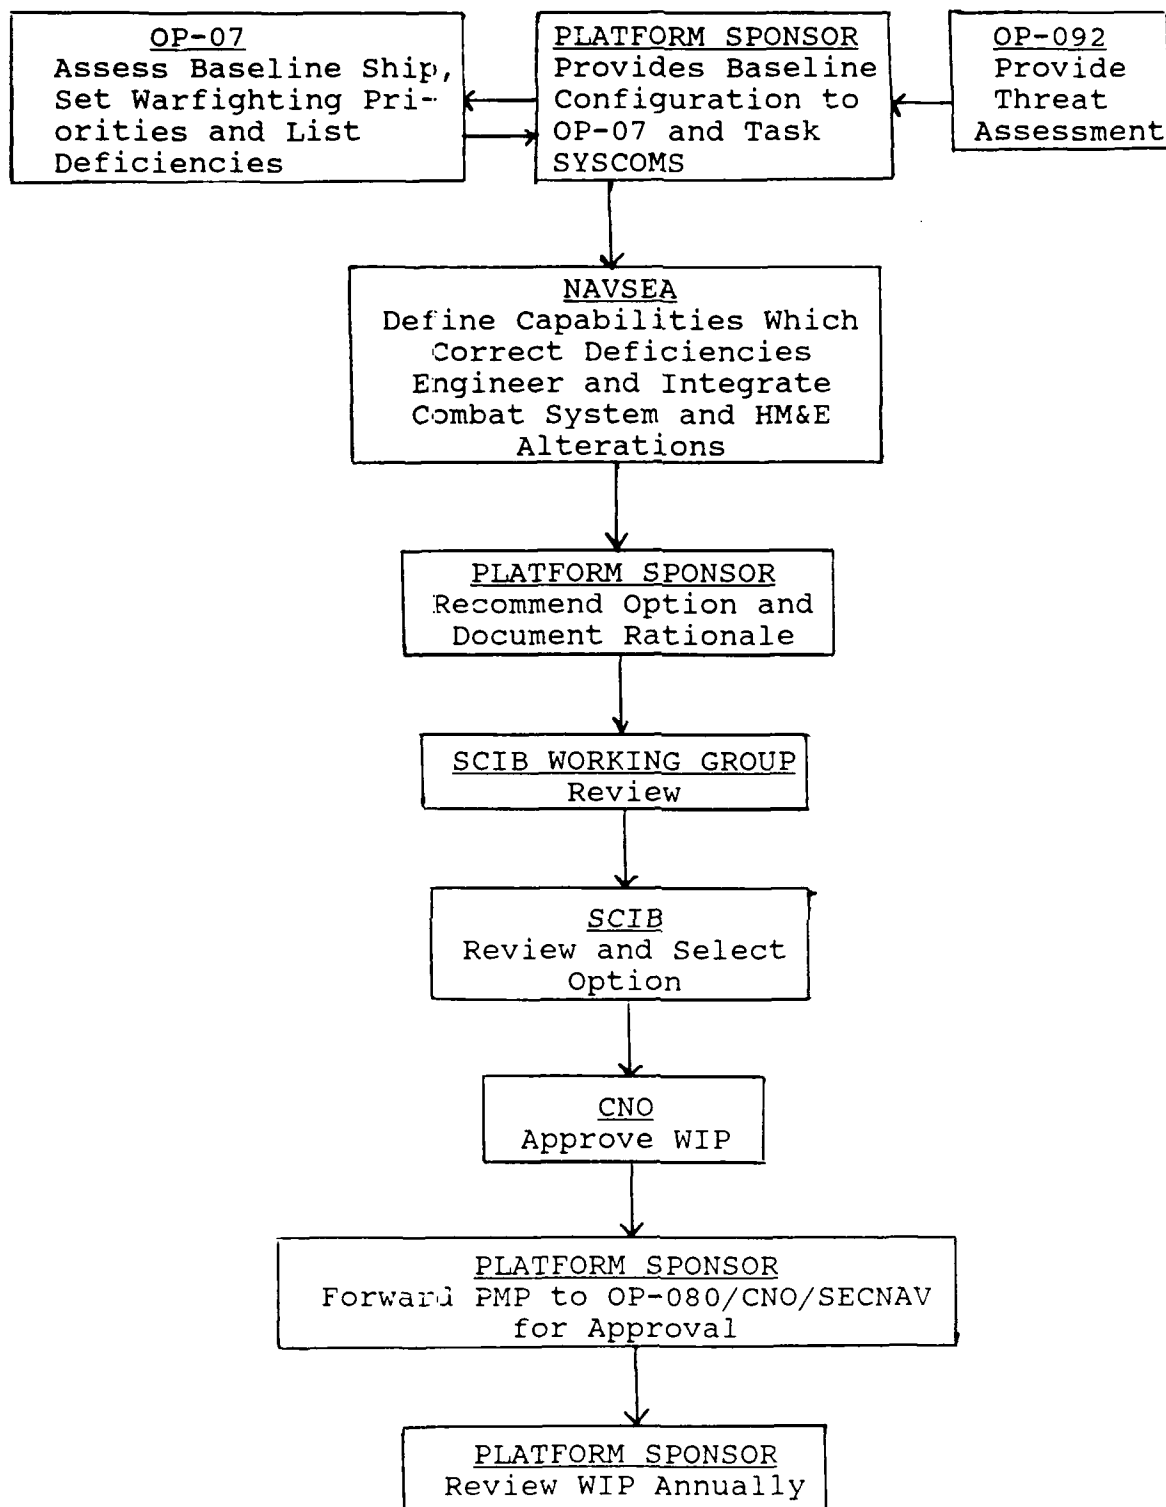 OP-07
Assess Baseline Ship,
Set Warfighting Pri-
orities and List
Deficiencies
PLATFORM SPONSOR
Provides Baseline
Configuration to
OP-07 and Task
SYSCOMS
OP-092
Provide
Threat
Assessment
NAVSEA
Define Capabilities Which
Correct Deficiencies
Engineer and Integrate
Combat System and HM&E
Alterations
PLATFORM SPONSOR
Recommend Option and
Document Rationale
SCIB WORKING GROUP
Review
SCIB
Review and Select
Option
CNO
Approve WIP
PLATFORM SPONSOR
Forward PMP to OP-080/CNO/SECNAV
for Approval
PLATFORM SPONSOR
Review WIP Annually